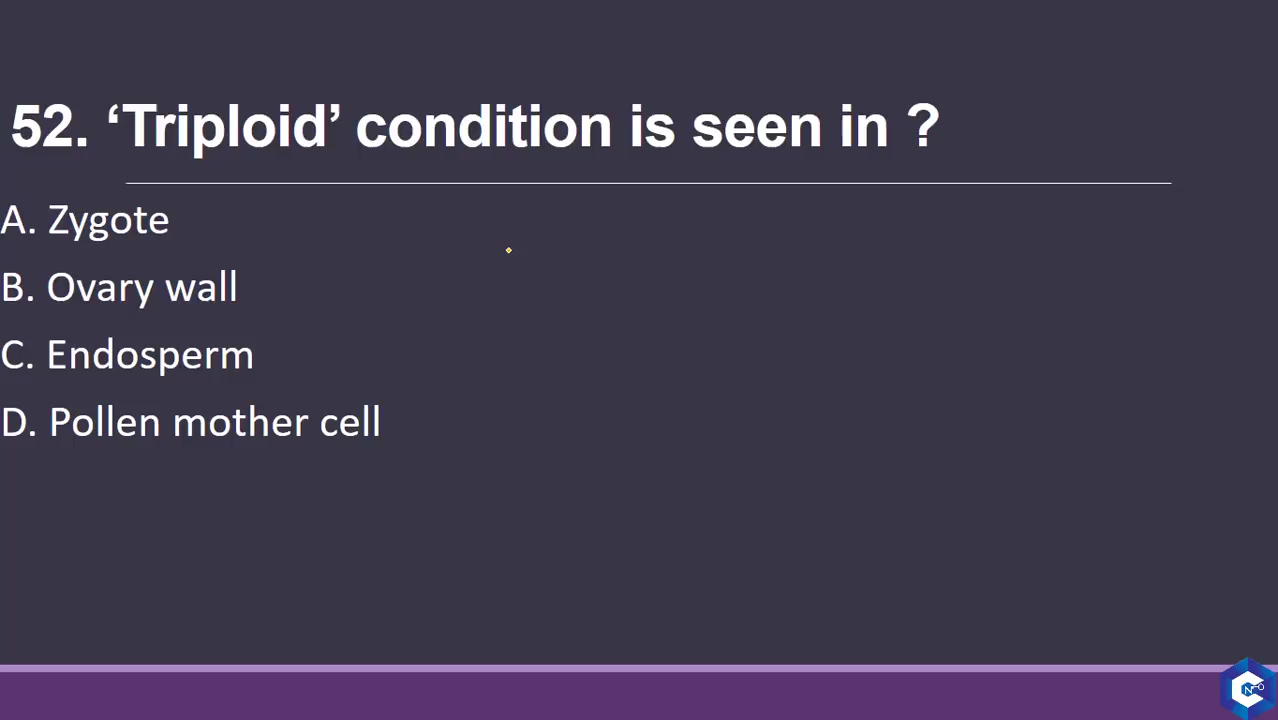 52. ‘Triploid’ condition is seen in ?
A. Zygote
B. Ovary wall
C. Endosperm
D. Pollen mother cell